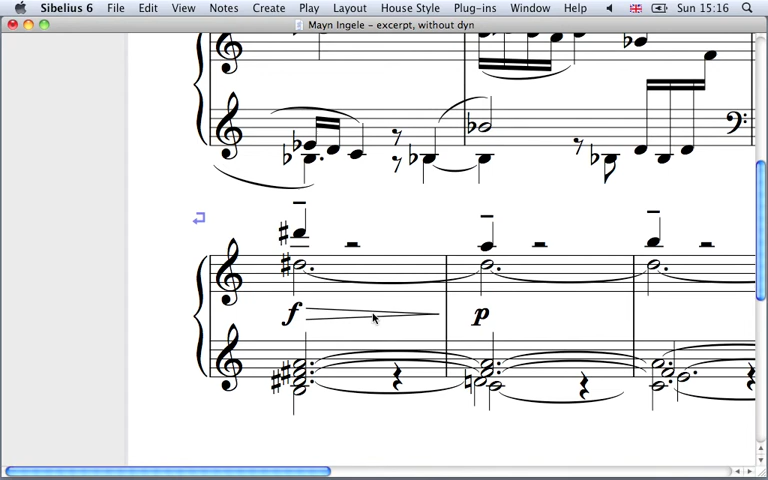 Sibelius 6 File Edit View Notes Create Play Layout House Style Plug-ins Window Help Sun 15:16
Mayn Ingele – excerpt, without dyn
f p